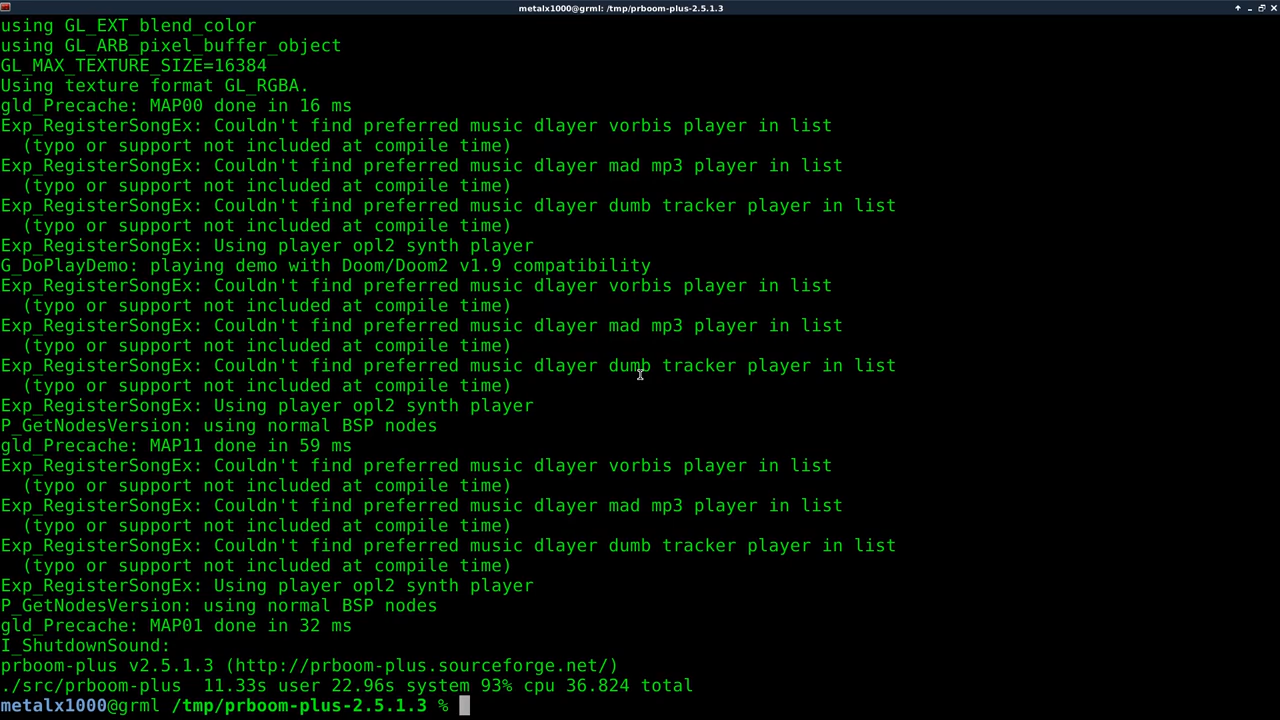 metalx1000@grml: /tmp/prboom-plus-2.5.1.3
using GL_EXT_blend_color
using GL_ARB_pixel_buffer_object
GL_MAX_TEXTURE_SIZE=16384
Using texture format GL_RGBA.
gld_Precache: MAP00 done in 16 ms
Exp_RegisterSongEx: Couldn't find preferred music dlayer vorbis player in list
  (typo or support not included at compile time)
Exp_RegisterSongEx: Couldn't find preferred music dlayer mad mp3 player in list
  (typo or support not included at compile time)
Exp_RegisterSongEx: Couldn't find preferred music dlayer dumb tracker player in list
  (typo or support not included at compile time)
Exp_RegisterSongEx: Using player opl2 synth player
G_DoPlayDemo: playing demo with Doom/Doom2 v1.9 compatibility
Exp_RegisterSongEx: Couldn't find preferred music dlayer vorbis player in list
  (typo or support not included at compile time)
Exp_RegisterSongEx: Couldn't find preferred music dlayer mad mp3 player in list
  (typo or support not included at compile time)
Exp_RegisterSongEx: Couldn't find preferred music dlayer dumb tracker player in list
  (typo or support not included at compile time)
Exp_RegisterSongEx: Using player opl2 synth player
P_GetNodesVersion: using normal BSP nodes
gld_Precache: MAP11 done in 59 ms
Exp_RegisterSongEx: Couldn't find preferred music dlayer vorbis player in list
  (typo or support not included at compile time)
Exp_RegisterSongEx: Couldn't find preferred music dlayer mad mp3 player in list
  (typo or support not included at compile time)
Exp_RegisterSongEx: Couldn't find preferred music dlayer dumb tracker player in list
  (typo or support not included at compile time)
Exp_RegisterSongEx: Using player opl2 synth player
P_GetNodesVersion: using normal BSP nodes
gld_Precache: MAP01 done in 32 ms
I_ShutdownSound:
prboom-plus v2.5.1.3 (http://prboom-plus.sourceforge.net/)
./src/prboom-plus  11.33s user 22.96s system 93% cpu 36.824 total
metalx1000@grml /tmp/prboom-plus-2.5.1.3 %